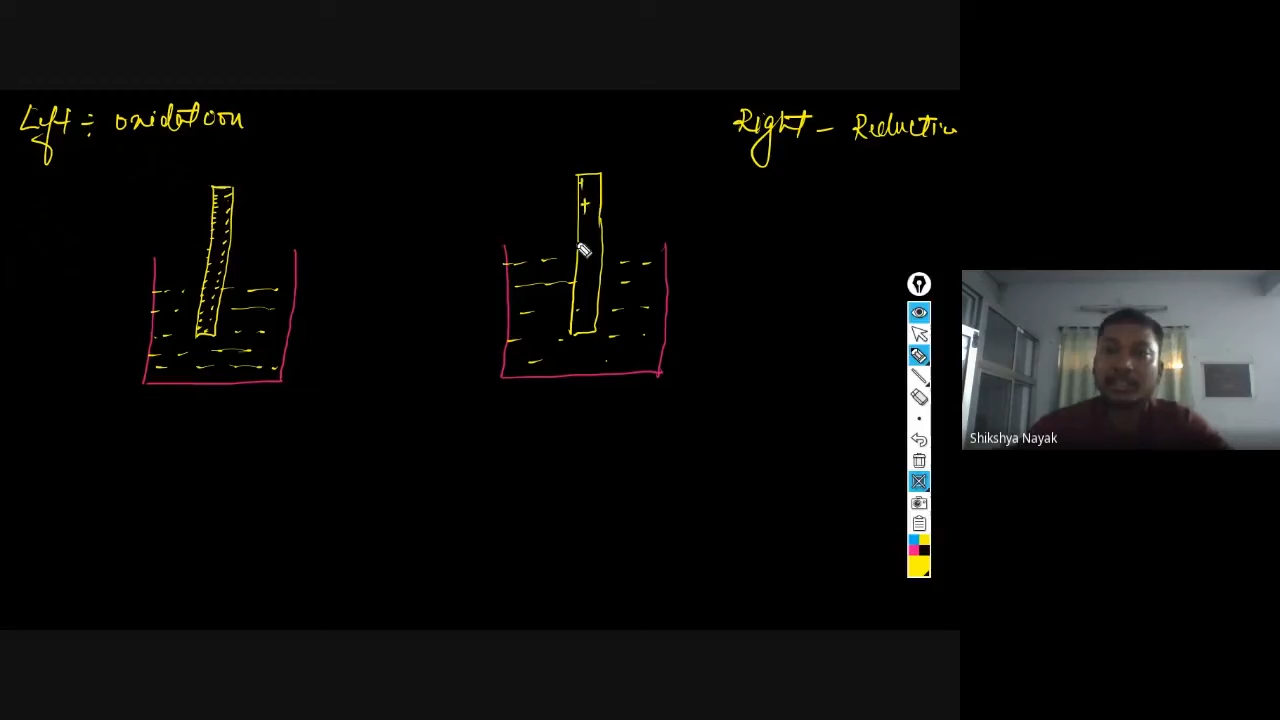 Left : oxidation
Right - Reduction
+
Shikshya Nayak